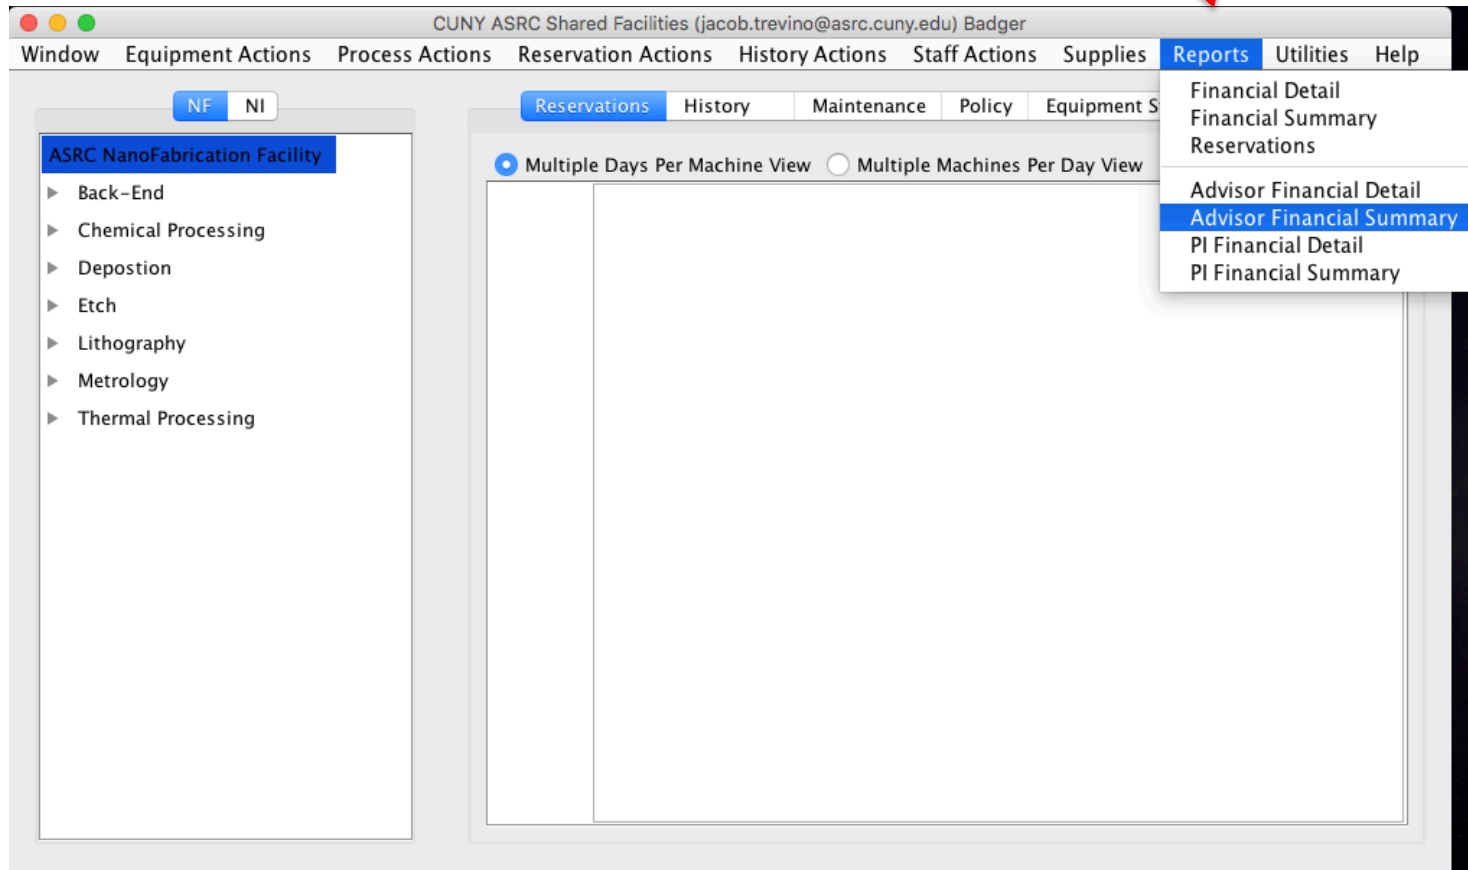 CUNY ASRC Shared Facilities (jacob.trevino@asrc.cuny.edu) Badger
Window Equipment Actions Process Actions Reservation Actions History Actions Staff Actions Supplies Reports Utilities Help
Financial Detail
Financial Summary
Reservations
Advisor Financial Detail
Advisor Financial Summary
PI Financial Detail
PI Financial Summary
NF NI
ASRC NanoFabrication Facility
Back-End
Chemical Processing
Depostion
Etch
Lithography
Metrology
Thermal Processing
Reservations History Maintenance Policy Equipment S
Multiple Days Per Machine View Multiple Machines Per Day View